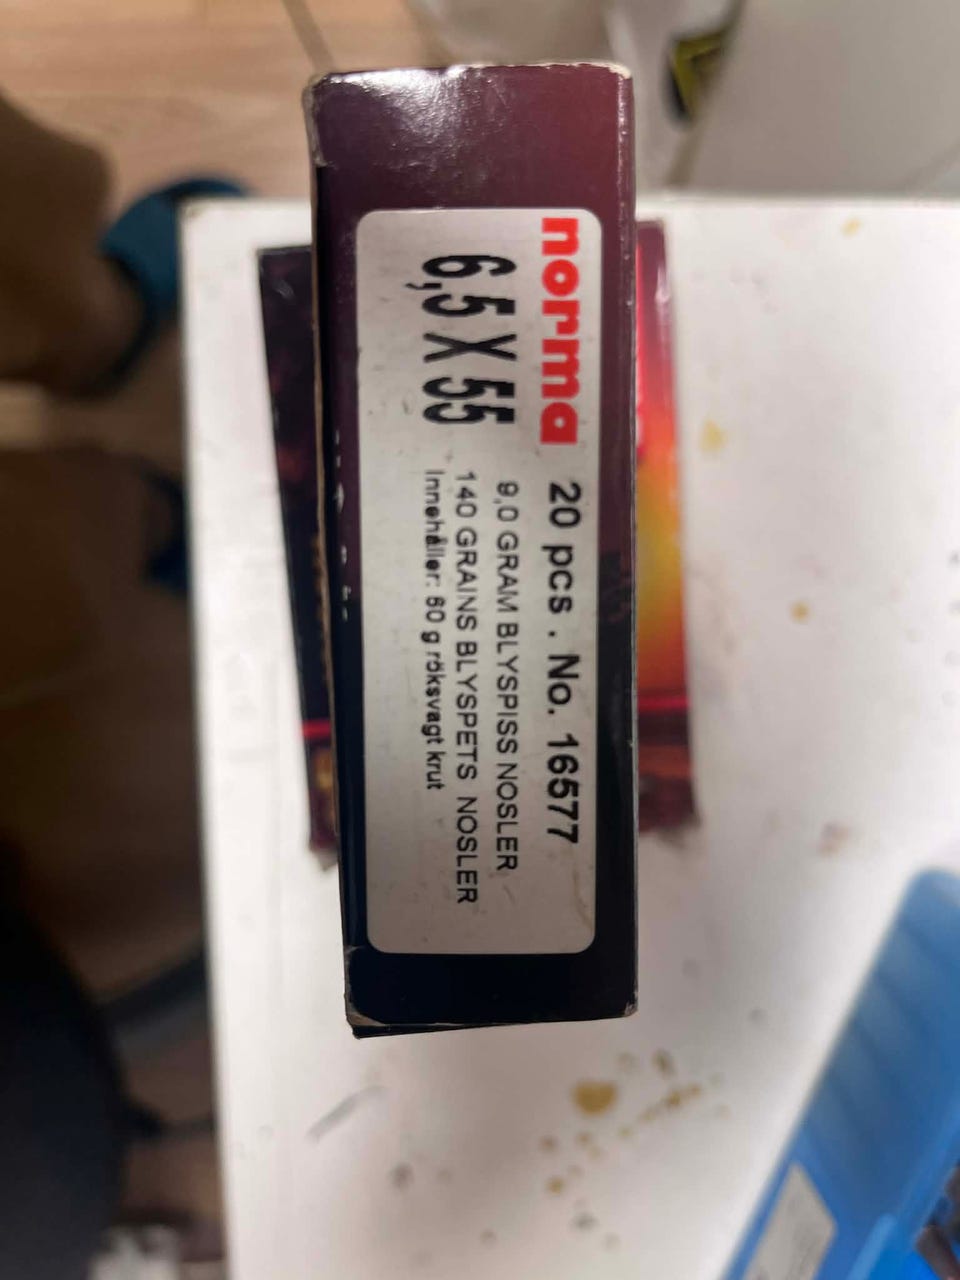 norma 20 pcs . No. 16577
6,5 X 55
9,0 GRAM BLYSPISS NOSLER
140 GRAINS BLYSPETS NOSLER
Innehåller: 60 g röksvagt krut